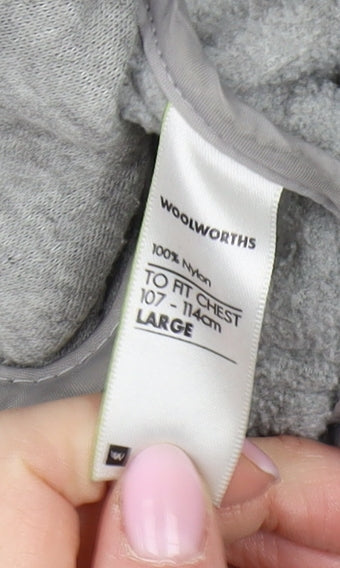 WOOLWORTHS
100% Nylon
TO FIT CHEST
107 - 114cm
LARGE
W